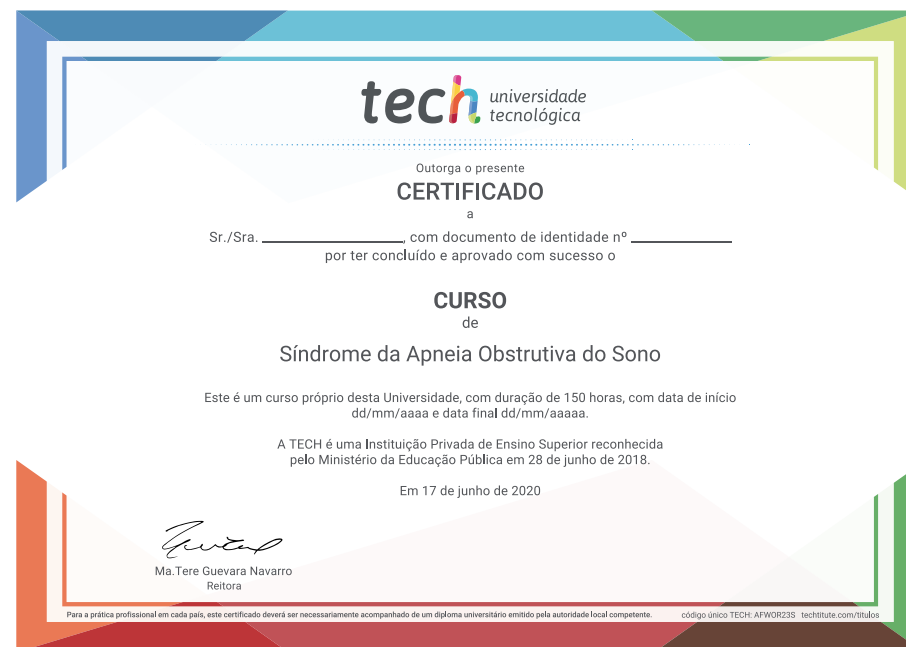 tech universidade
tecnológica
Outorga o presente
CERTIFICADO
a
Sr./Sra. ____________________, com documento de identidade nº ______________
por ter concluído e aprovado com sucesso o
CURSO
de
Síndrome da Apneia Obstrutiva do Sono
Este é um curso próprio desta Universidade, com duração de 150 horas, com data de início
dd/mm/aaaa e data final dd/mm/aaaaa.
A TECH é uma Instituição Privada de Ensino Superior reconhecida
pelo Ministério da Educação Pública em 28 de junho de 2018.
Em 17 de junho de 2020
Ma.Tere Guevara Navarro
Reitora
Para a prática profissional em cada país, este certificado deverá ser necessariamente acompanhado de um diploma universitário emitido pela autoridade local competente. código único TECH: AFWOR23S techtitute.com/titulos